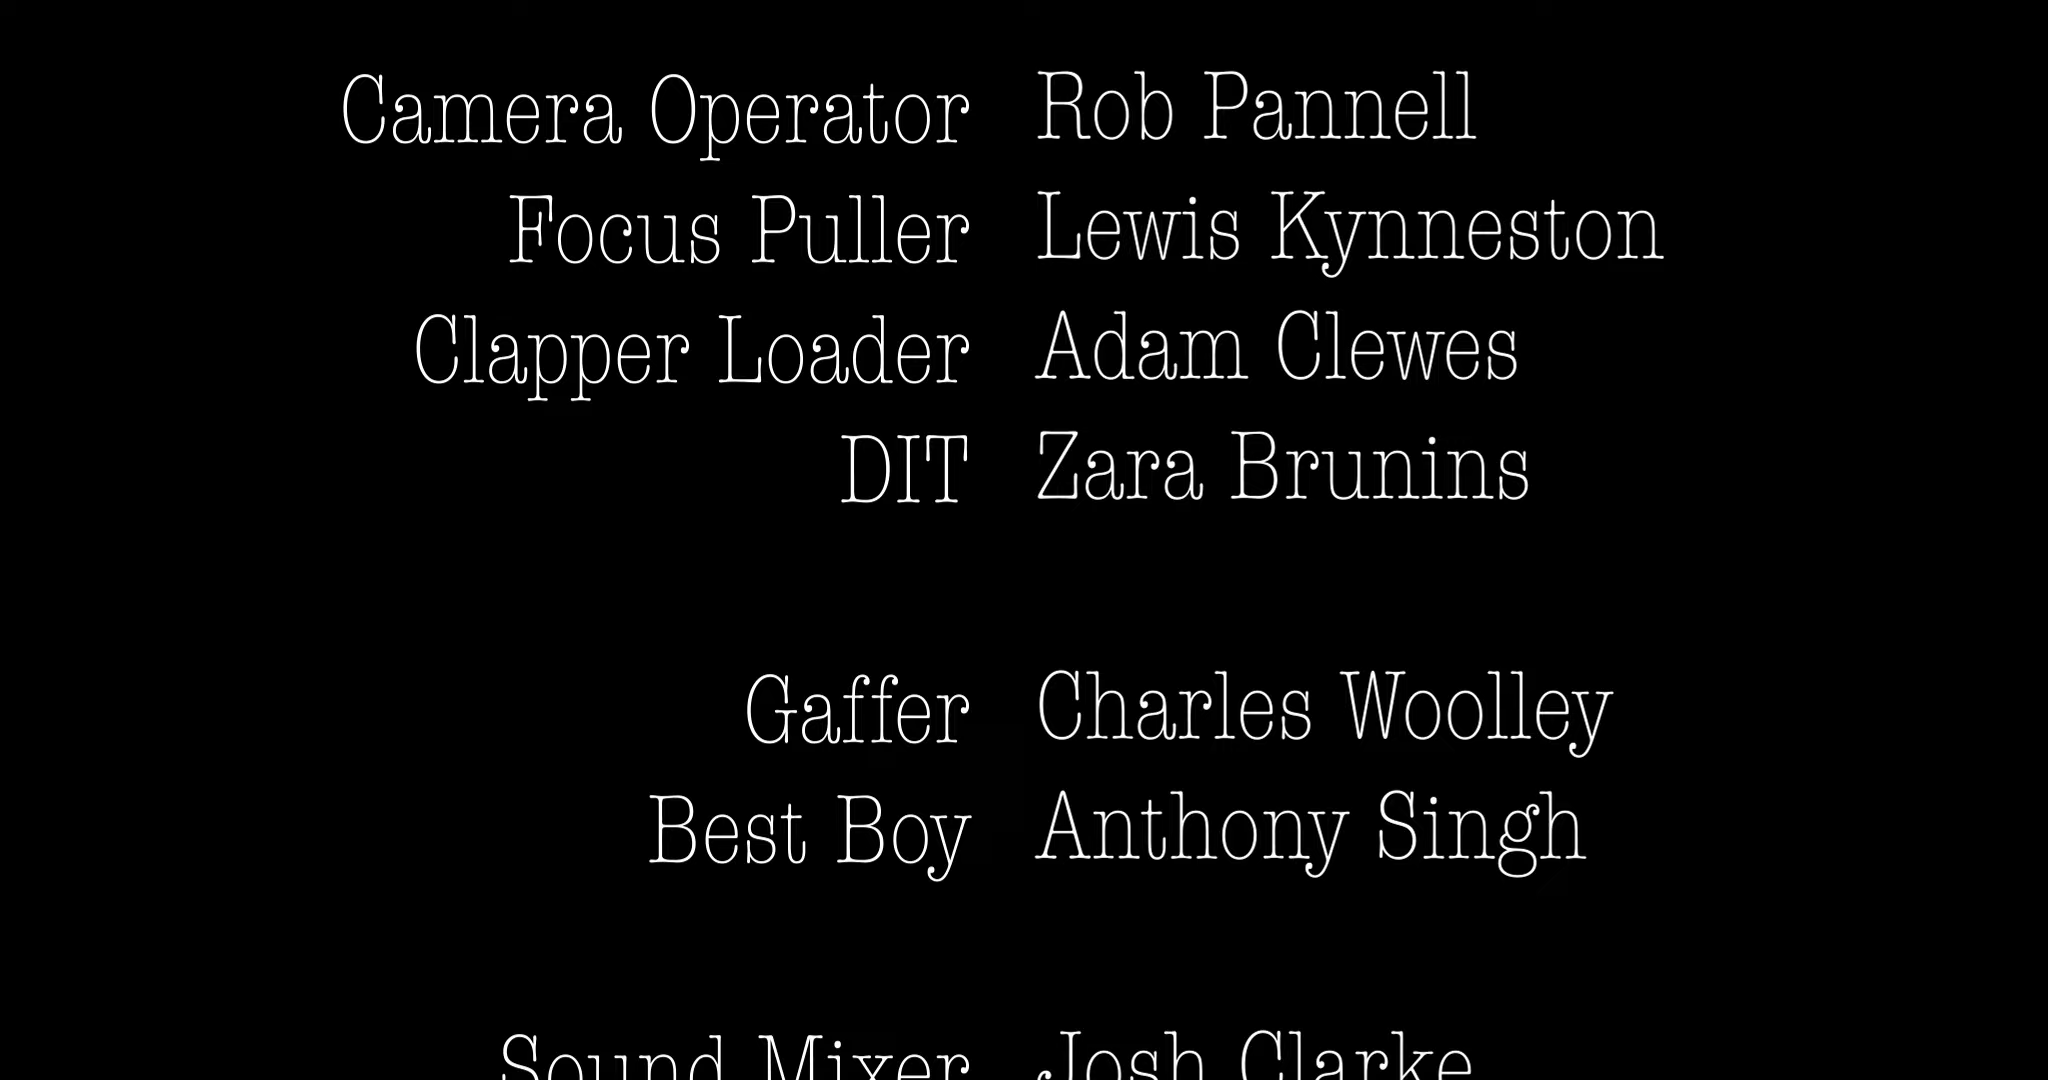 Camera Operator Rob Pannell
Focus Puller Lewis Kynneston
Clapper Loader Adam Clewes
DIT Zara Brunins
Gaffer Charles Woolley
Best Boy Anthony Singh
Sound Mixer Josh Clarke